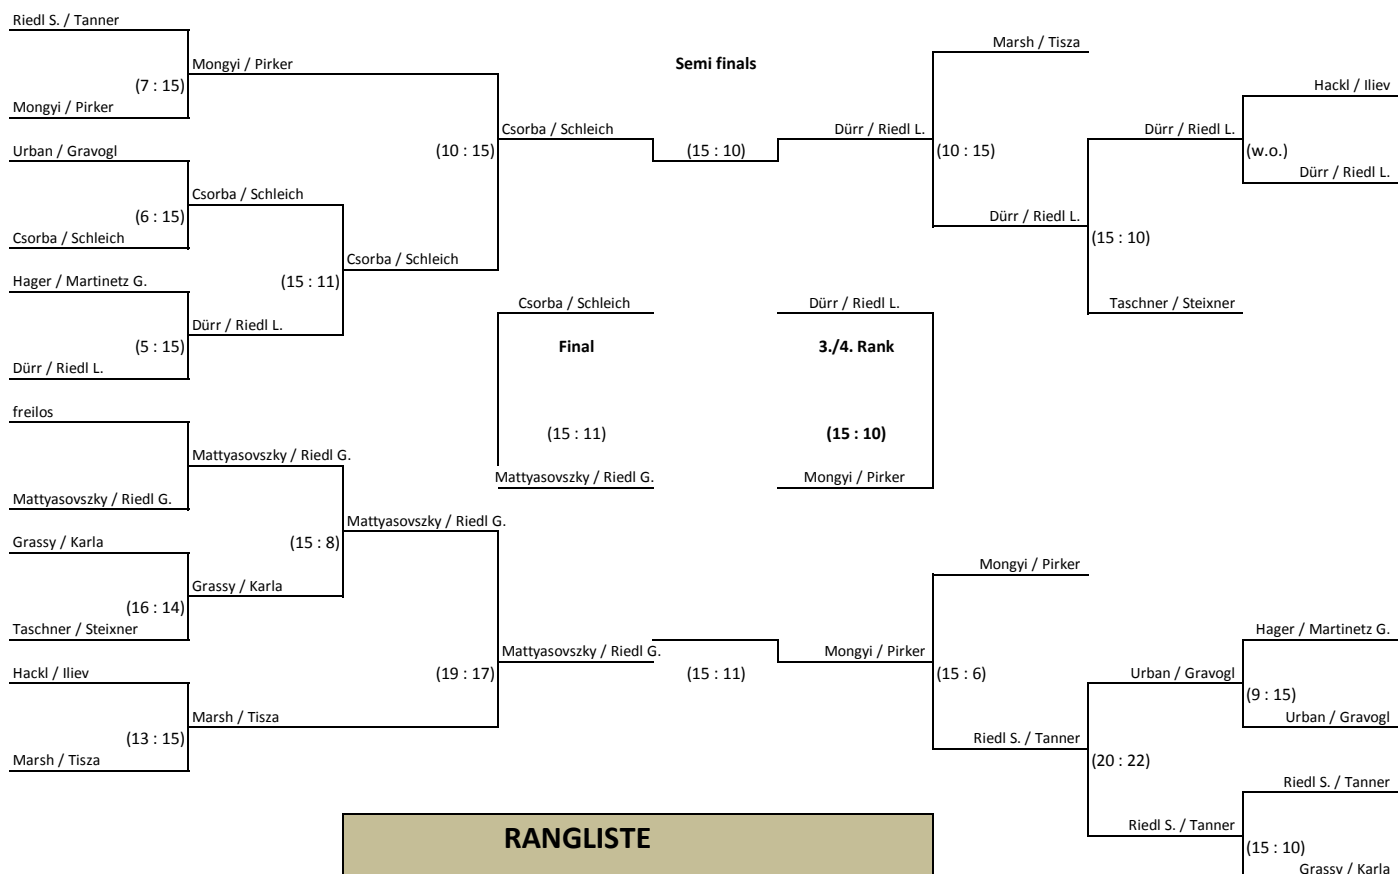 Riedl S. / Tanner
Mongyi / Pirker
(7 : 15)
Mongyi / Pirker
Urban / Gravogl
Csorba / Schleich
(6 : 15)
Csorba / Schleich
Hager / Martinetz G.
Dürr / Riedl L.
(5 : 15)
Dürr / Riedl L.
freilos
Mattyasovszky / Riedl G.
Mattyasovszky / Riedl G.
Grassy / Karla
Grassy / Karla
(16 : 14)
Taschner / Steixner
Hackl / Iliev
Marsh / Tisza
(13 : 15)
Marsh / Tisza
(15 : 11)
Csorba / Schleich
(15 : 8)
Mattyasovszky / Riedl G.
(10 : 15)
Csorba / Schleich
(19 : 17)
Mattyasovszky / Riedl G.
Semi finals
(15 : 10)
Csorba / Schleich
Final
(15 : 11)
Mattyasovszky / Riedl G.
Dürr / Riedl L.
3./4. Rank
(15 : 10)
Mongyi / Pirker
(15 : 11)
Dürr / Riedl L.
Marsh / Tisza
(10 : 15)
Dürr / Riedl L.
Hackl / Iliev
Dürr / Riedl L.
(w.o.)
Dürr / Riedl L.
(15 : 10)
Taschner / Steixner
Mongyi / Pirker
Mongyi / Pirker
(15 : 6)
Riedl S. / Tanner
Hager / Martinetz G.
Urban / Gravogl
(9 : 15)
Urban / Gravogl
(20 : 22)
Riedl S. / Tanner
Riedl S. / Tanner
(15 : 10)
Grassy / Karla
RANGLISTE